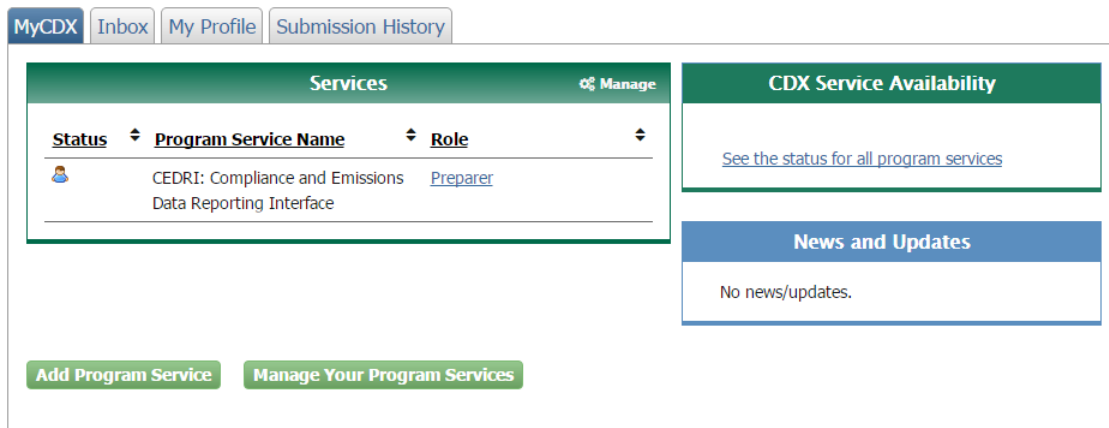 MyCDX Inbox My Profile Submission History
Services Manage
Status Program Service Name Role
CEDRI: Compliance and Emissions Preparer
Data Reporting Interface
CDX Service Availability
See the status for all program services
News and Updates
No news/updates.
Add Program Service Manage Your Program Services